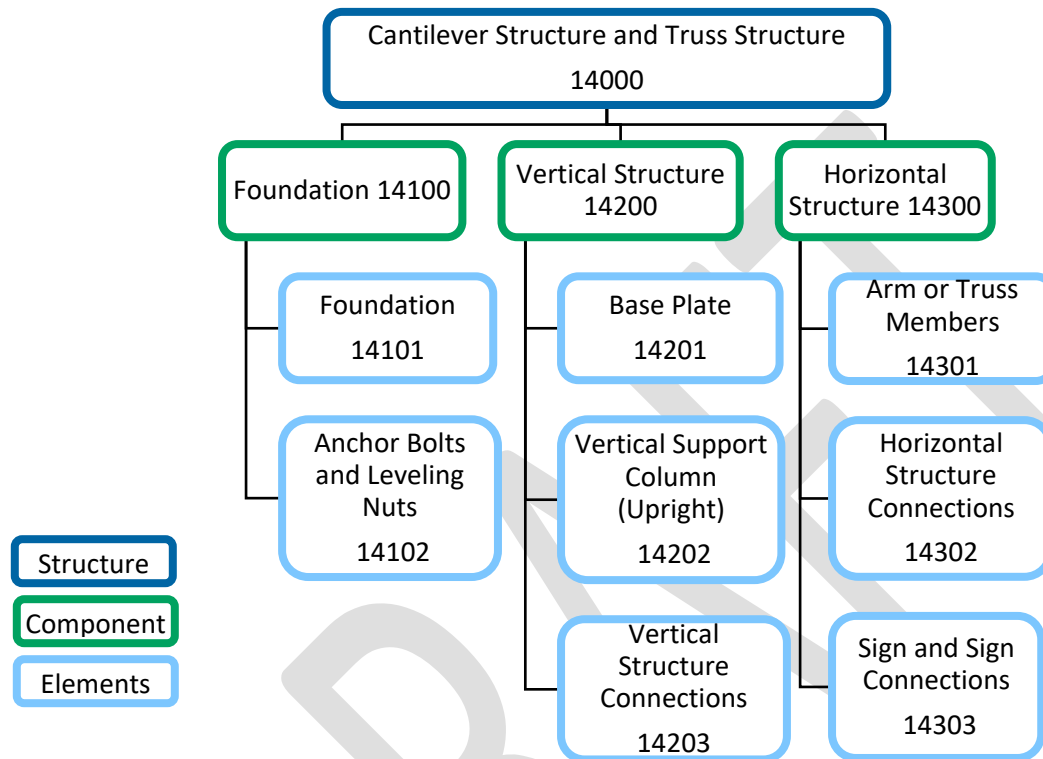 Cantilever Structure and Truss Structure
14000
Foundation 14100
Vertical Structure
14200
Horizontal
Structure 14300
Foundation
14101
Base Plate
14201
Arm or Truss
Members
14301
Anchor Bolts
and Leveling
Nuts
14102
Vertical Support
Column
(Upright)
14202
Horizontal
Structure
Connections
14302
Vertical
Structure
Connections
14203
Sign and Sign
Connections
14303
Structure
Component
Elements
DRAFT